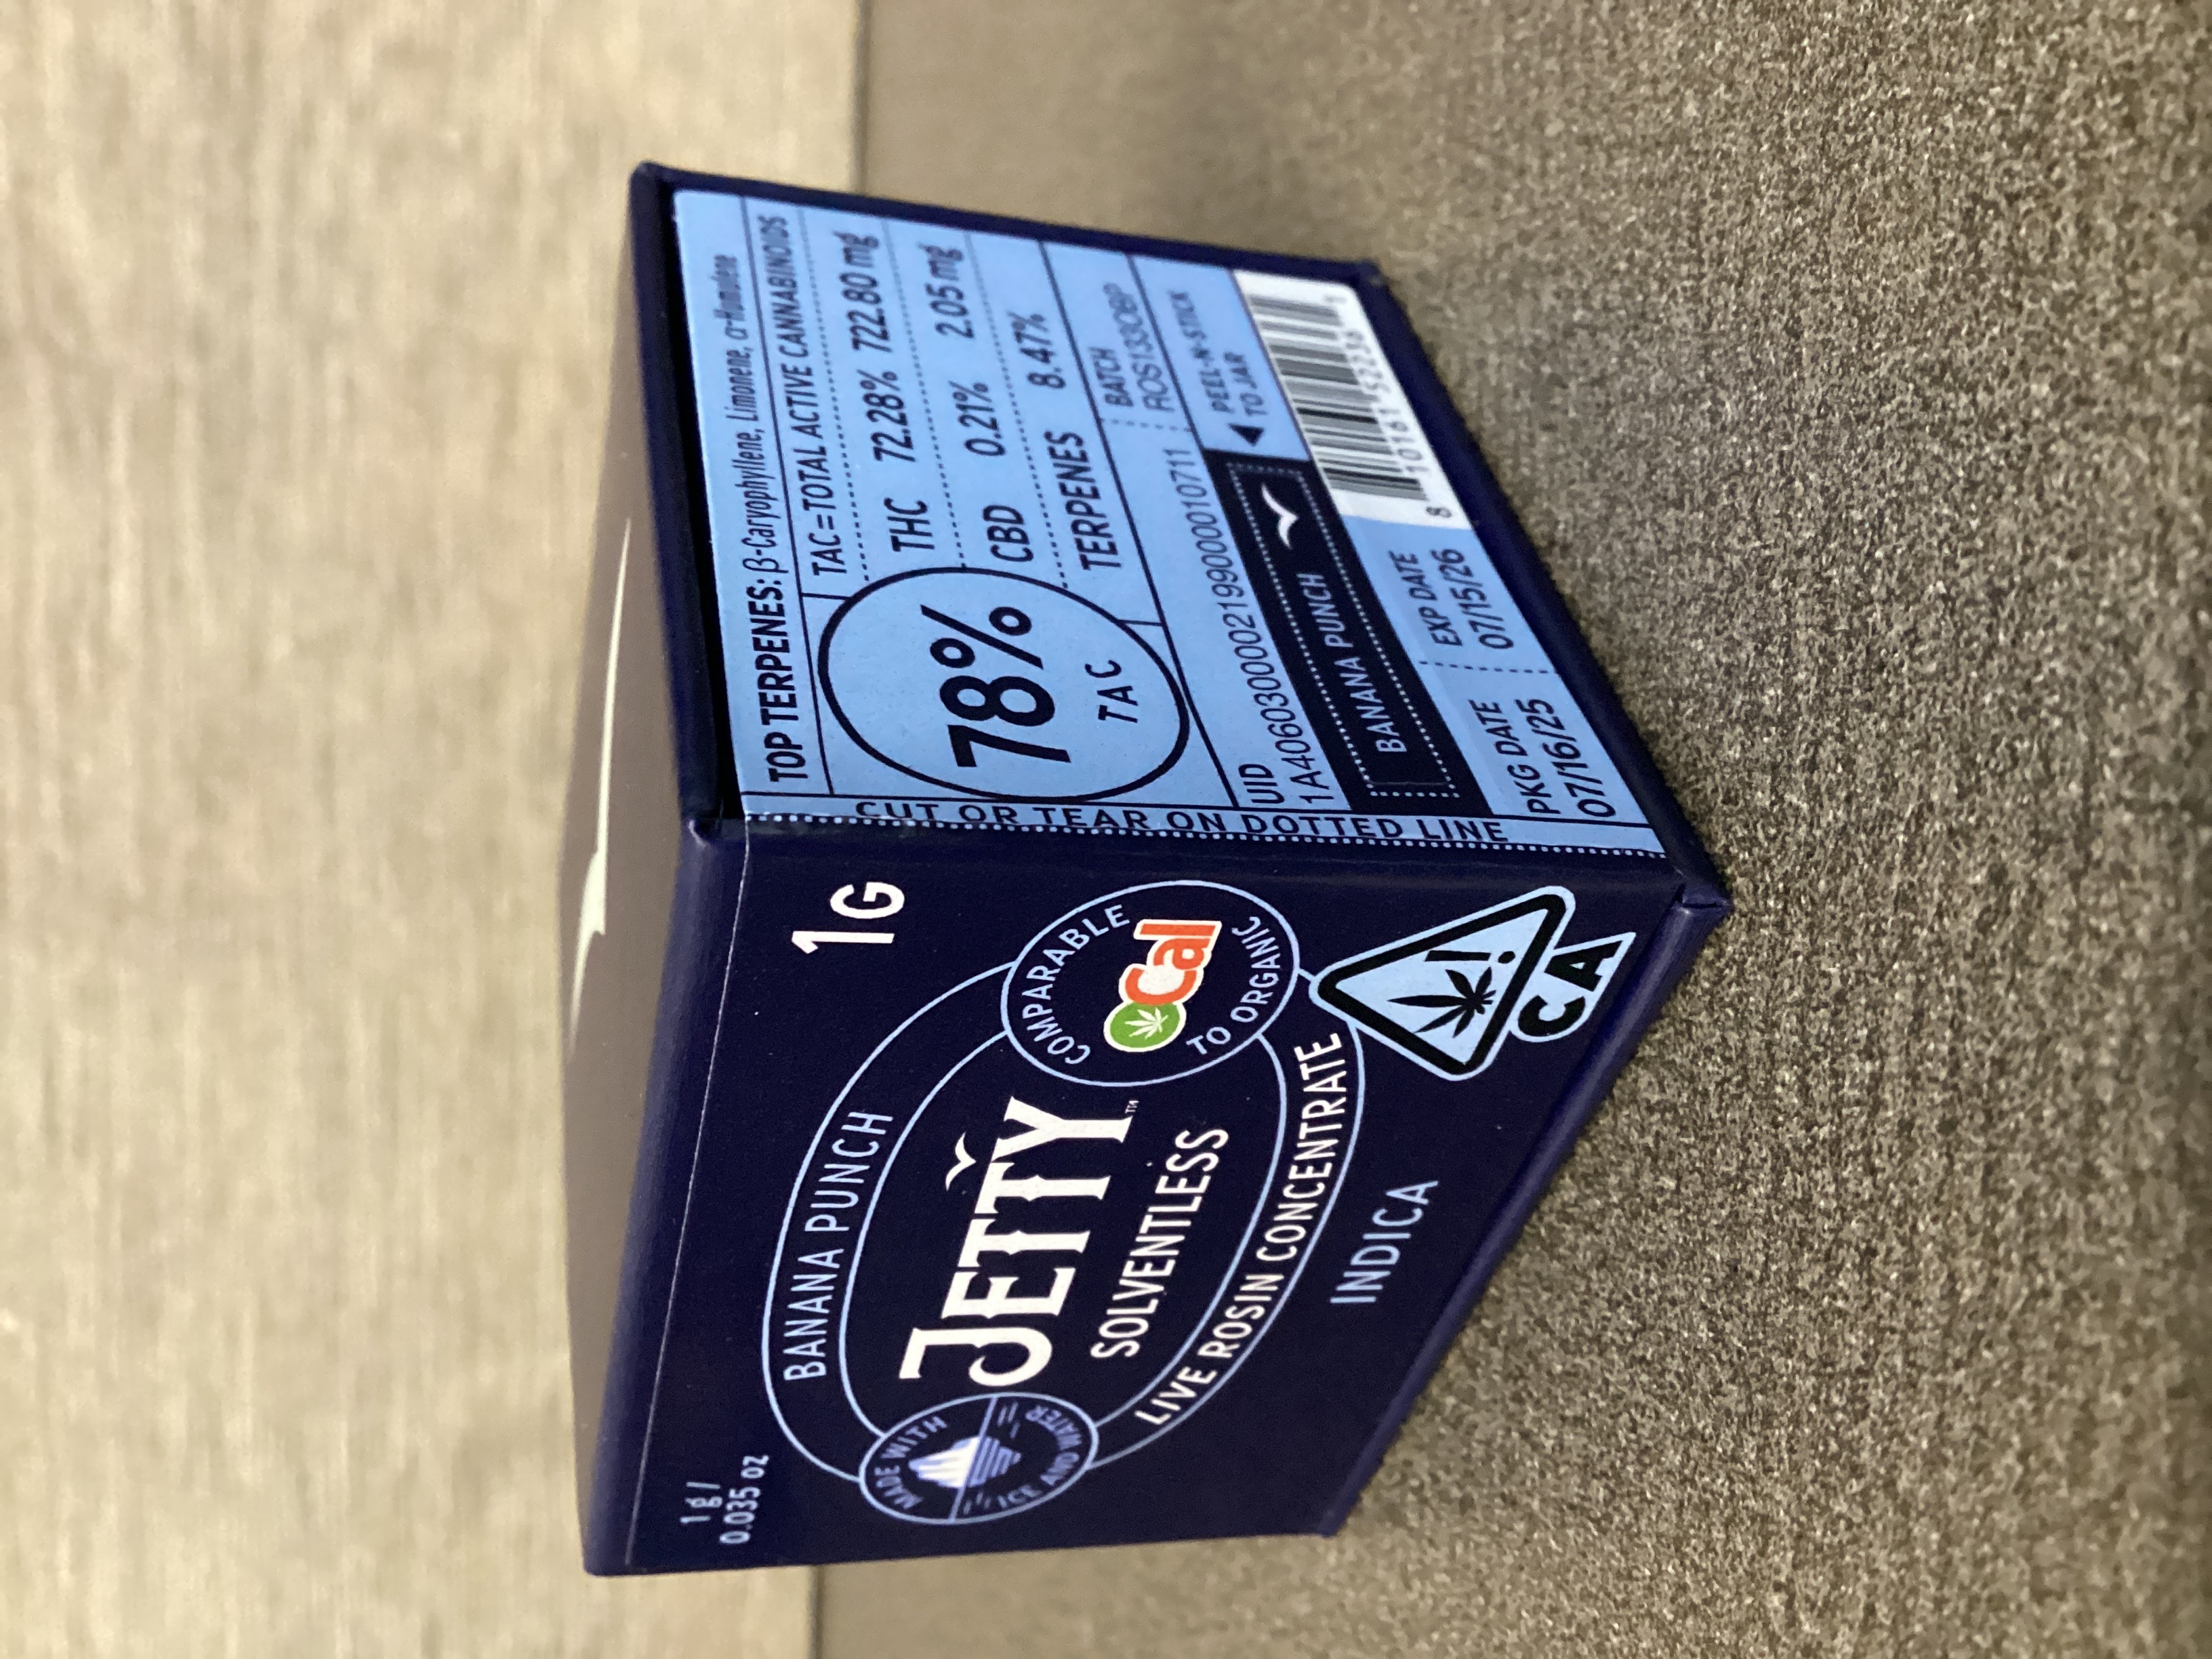 1 g /
0.035 oz
1G
BANANA PUNCH
JETTY™
SOLVENTLESS
LIVE ROSIN CONCENTRATE
MADE WITH
ICE AND WATER
COMPARABLE
OCal
TO ORGANIC
INDICA
CA
CUT OR TEAR ON DOTTED LINE
TOP TERPENES: β-Caryophyllene, Limonene, α-Humulene
TAC=TOTAL ACTIVE CANNABINOIDS
78%
TAC
THC 72.28% 722.80 mg
CBD 0.21% 2.05 mg
TERPENES 8.47%
UID
1A4060300002199000010711
BATCH
BANANA PUNCH
PEEL-N-STICK
TO JAR
PKG DATE
07/16/25
EXP DATE
07/15/26